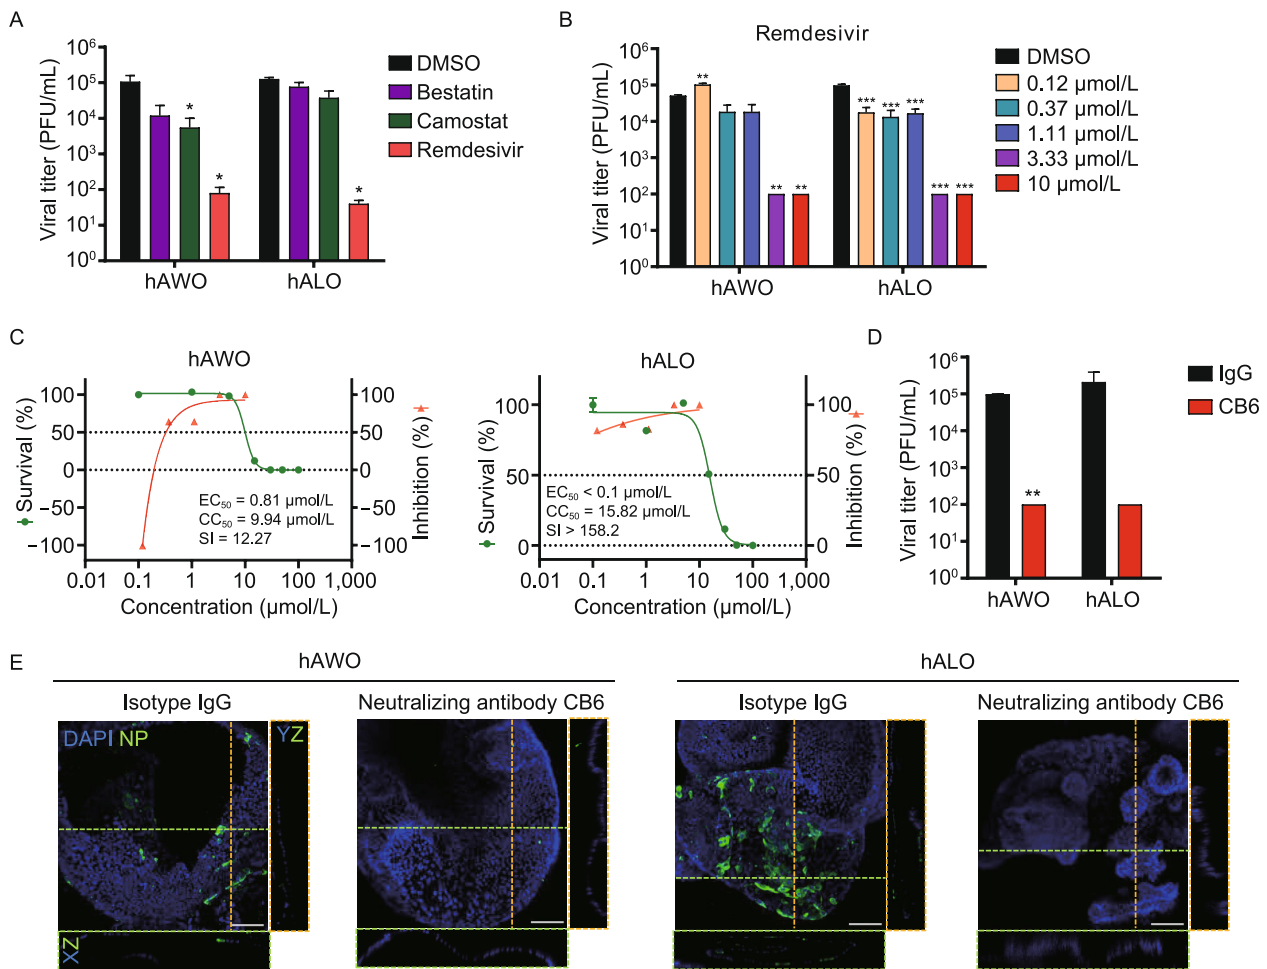 A
Viral titer (PFU/mL)
10⁶
10⁵
10⁴
10³
10²
10¹
10⁰
*
*
*
hAWO
hALO
DMSO
Bestatin
Camostat
Remdesivir
B
Remdesivir
Viral titer (PFU/mL)
10⁶
10⁵
10⁴
10³
10²
10¹
10⁰
**
** **
*** *** ***
*** ***
hAWO
hALO
DMSO
0.12 µmol/L
0.37 µmol/L
1.11 µmol/L
3.33 µmol/L
10 µmol/L
C
hAWO
Survival (%)
100
50
0
−50
−100
100
50
0
−50
−100
Inhibition (%)
EC₅₀ = 0.81 µmol/L
CC₅₀ = 9.94 µmol/L
SI = 12.27
0.01 0.1 1 10 100 1,000
Concentration (µmol/L)
hALO
Survival (%)
100
50
0
100
50
0
Inhibition (%)
EC₅₀ < 0.1 µmol/L
CC₅₀ = 15.82 µmol/L
SI > 158.2
0.01 0.1 1 10 100 1,000
Concentration (µmol/L)
D
Viral titer (PFU/mL)
10⁶
10⁵
10⁴
10³
10²
10¹
10⁰
**
hAWO
hALO
IgG
CB6
E
hAWO
hALO
Isotype IgG
Neutralizing antibody CB6
Isotype IgG
Neutralizing antibody CB6
DAPI NP
YZ
XZ